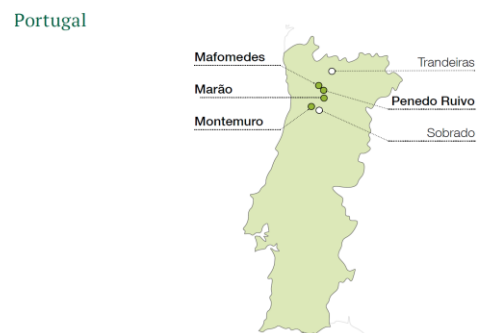 Portugal
Mafomedes
Trandeiras
Marão
Penedo Ruivo
Montemuro
Sobrado